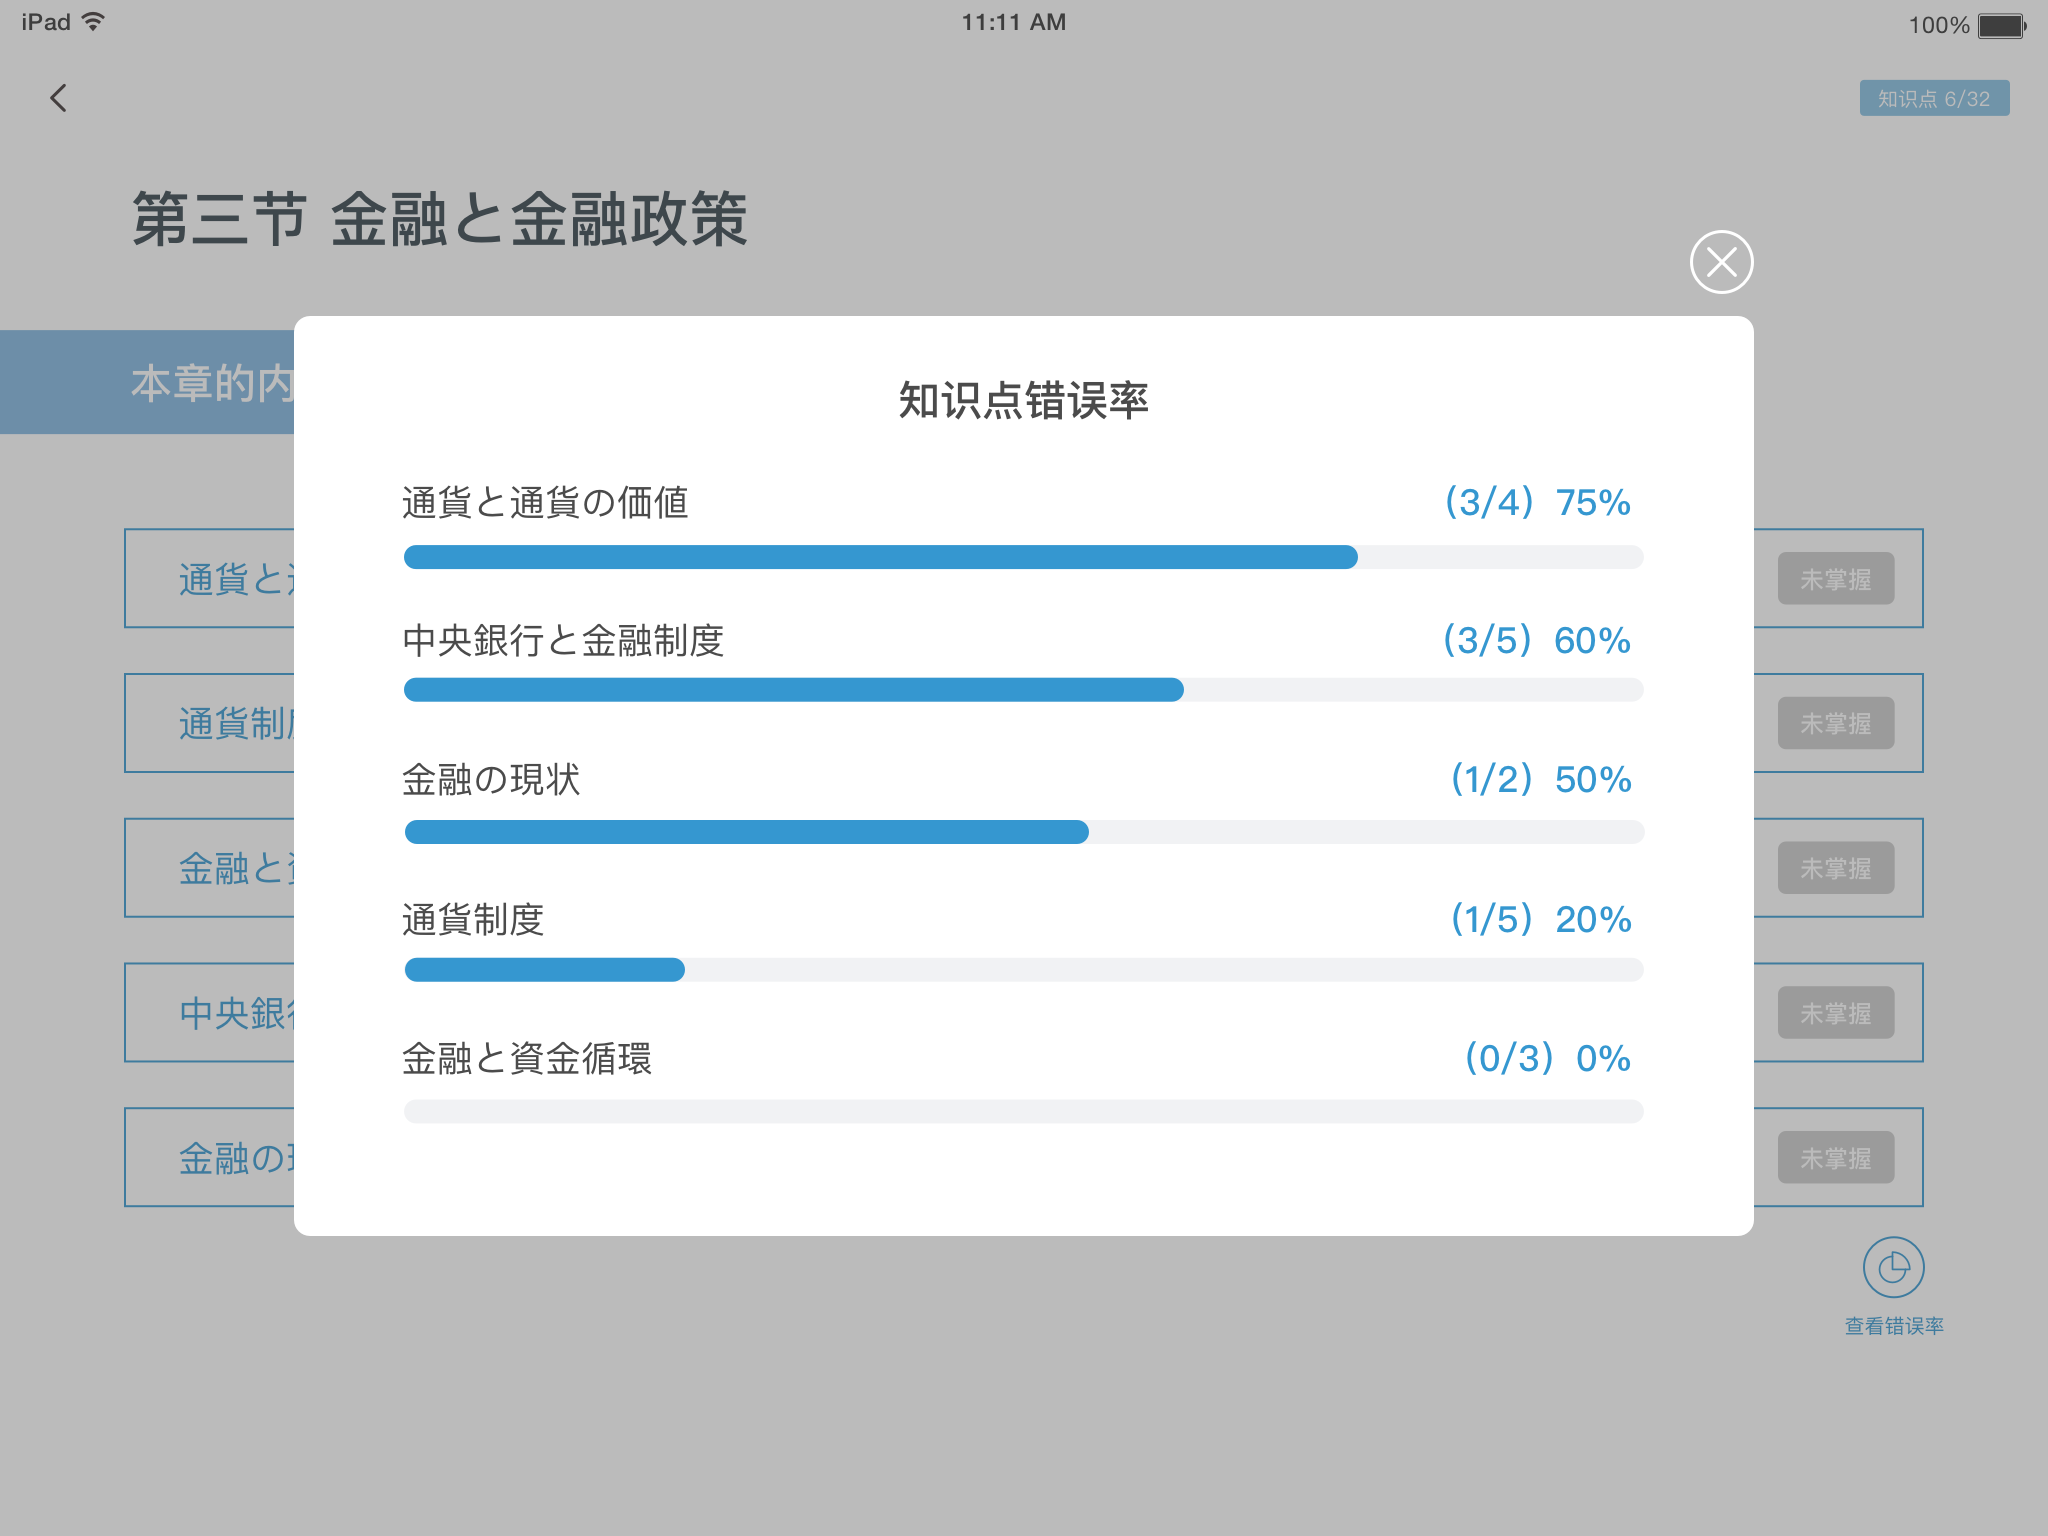 iPad
11:11 AM
100%
知识点 6/32
第三节 金融と金融政策
本章的内
知识点错误率
通貨と通貨の価値
(3/4) 75%
中央銀行と金融制度
(3/5) 60%
金融の現状
(1/2) 50%
通貨制度
(1/5) 20%
金融と資金循環
(0/3) 0%
通貨と
未掌握
通貨制
未掌握
金融と
未掌握
中央銀
未掌握
金融の
未掌握
查看错误率